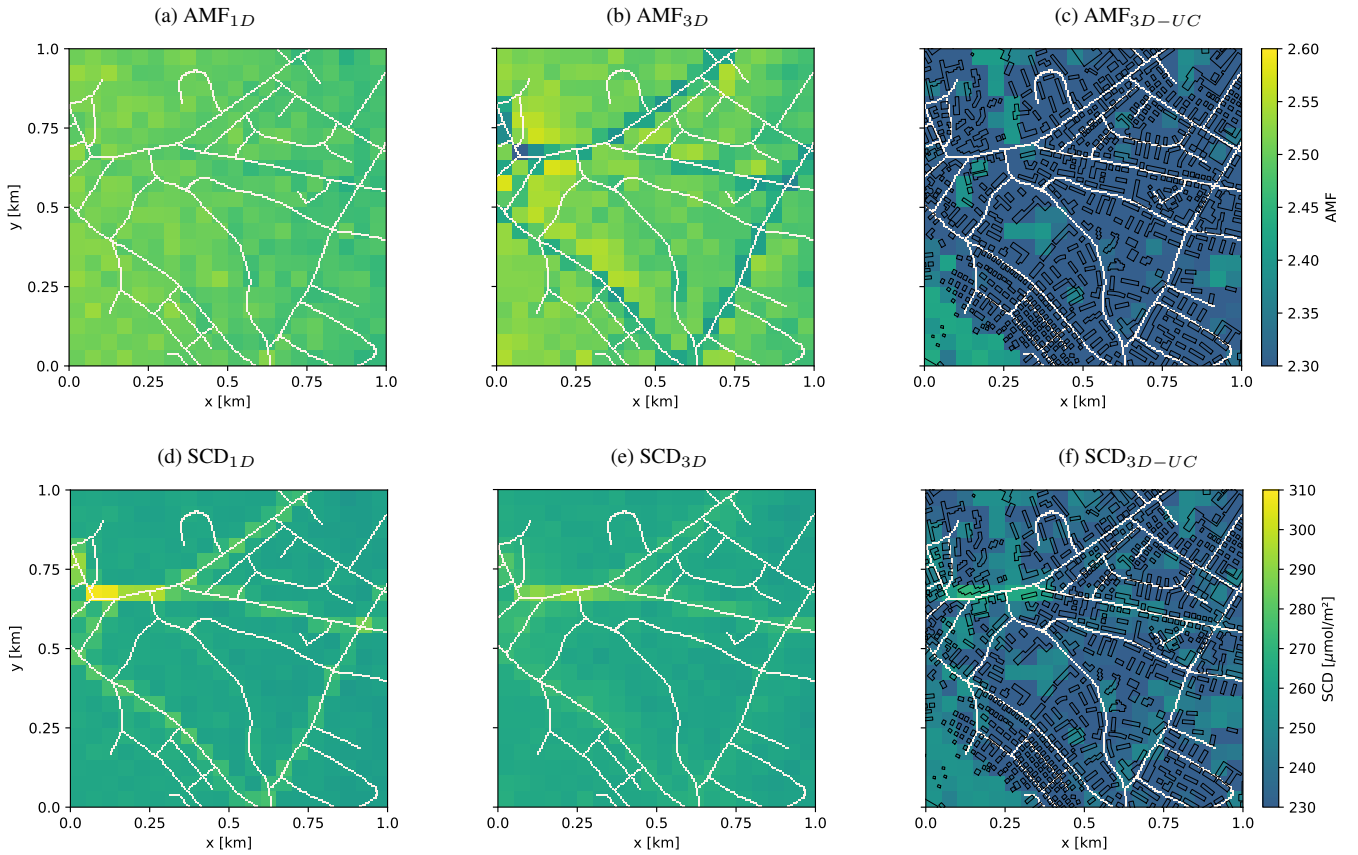 (a) AMF1D
(b) AMF3D
(c) AMF3D−UC
1.0
0.75
0.5
0.25
0.0
y [km]
0.0 0.25 0.5 0.75 1.0
x [km]
0.0 0.25 0.5 0.75 1.0
x [km]
0.0 0.25 0.5 0.75 1.0
x [km]
2.60
2.55
2.50
2.45
2.40
2.35
2.30
AMF
(d) SCD1D
(e) SCD3D
(f) SCD3D−UC
1.0
0.75
0.5
0.25
0.0
y [km]
0.0 0.25 0.5 0.75 1.0
x [km]
0.0 0.25 0.5 0.75 1.0
x [km]
0.0 0.25 0.5 0.75 1.0
x [km]
310
300
290
280
270
260
250
240
230
SCD [μmol/m²]